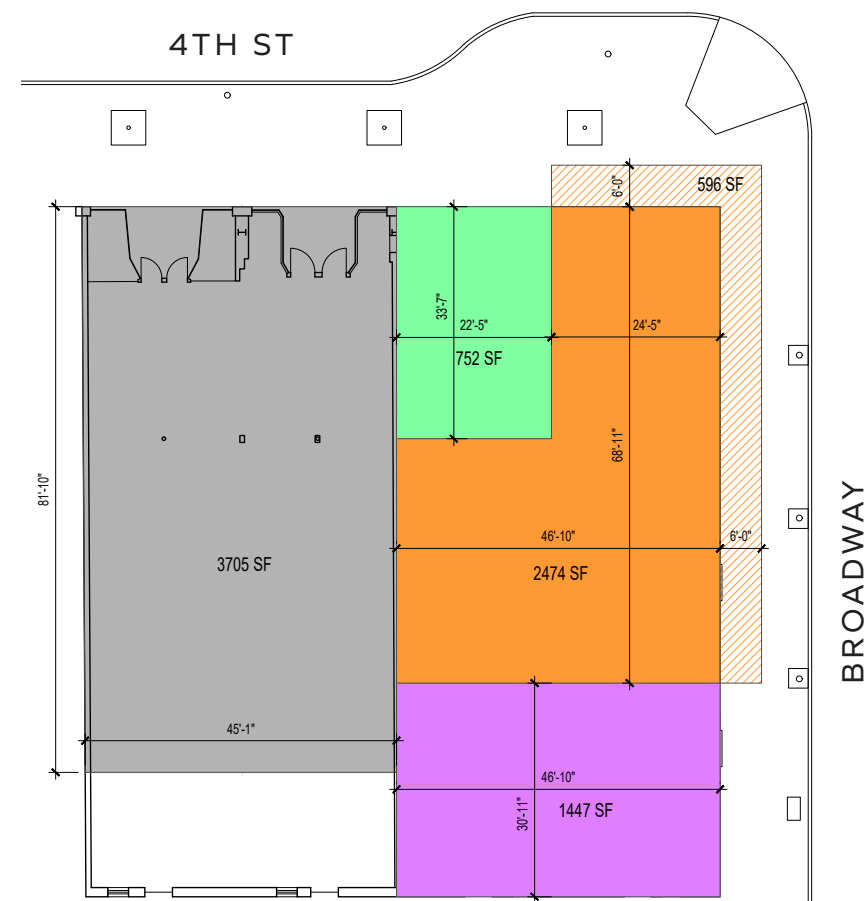 4TH ST
596 SF
6'-0"
33'-7"
22'-5"
24'-5"
752 SF
68'-11"
81'-10"
46'-10"
6'-0"
3705 SF
2474 SF
BROADWAY
45'-1"
46'-10"
30'-11"
1447 SF